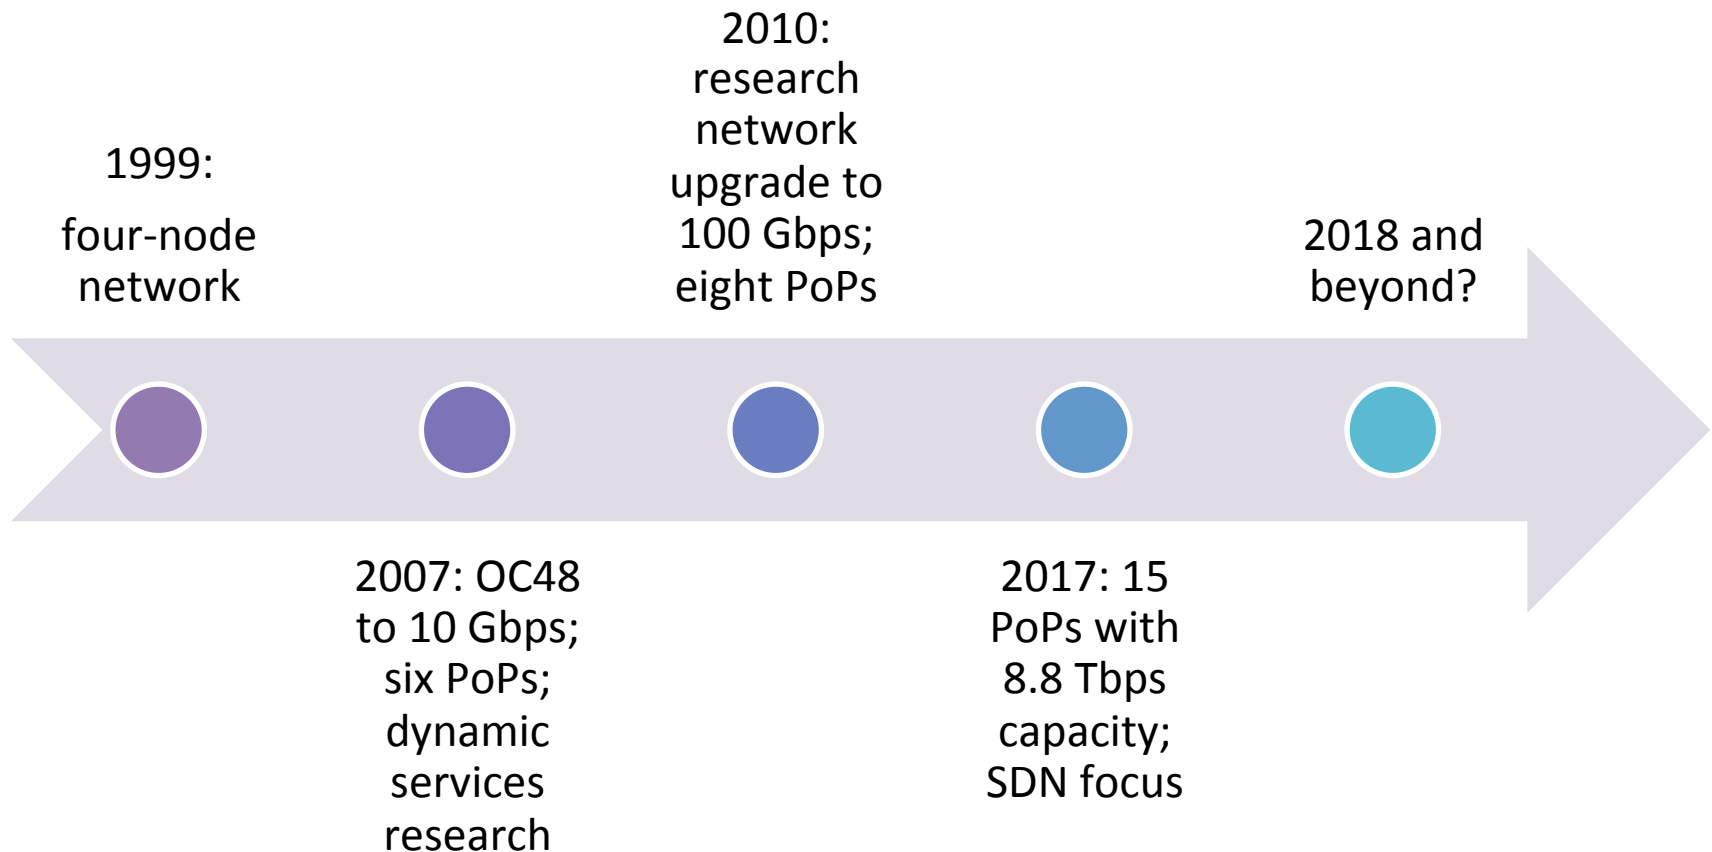 1999:
four-node
network
2007: OC48
to 10 Gbps;
six PoPs;
dynamic
services
research
2010:
research
network
upgrade to
100 Gbps;
eight PoPs
2017: 15
PoPs with
8.8 Tbps
capacity;
SDN focus
2018 and
beyond?